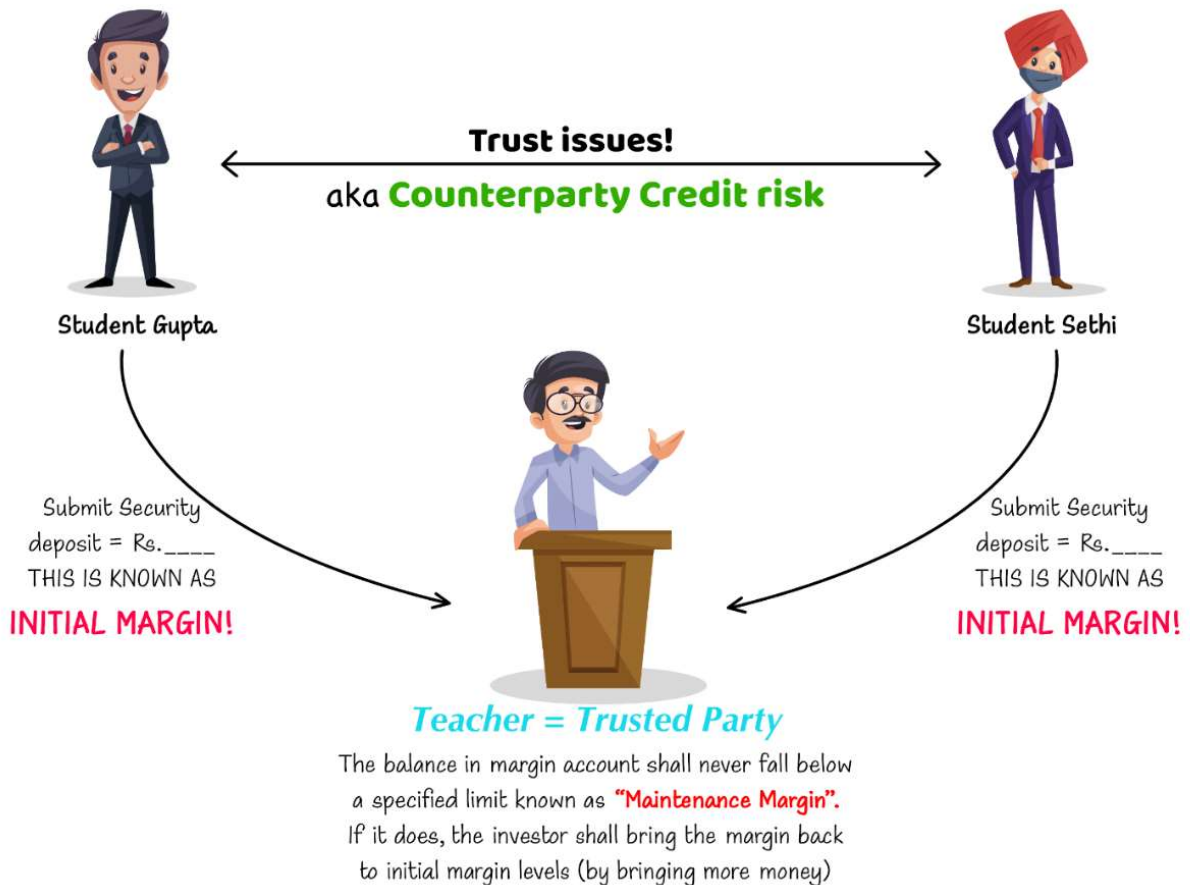 Trust issues!
aka Counterparty Credit risk
Student Gupta
Student Sethi
Submit Security
deposit = Rs.____
THIS IS KNOWN AS
INITIAL MARGIN!
Submit Security
deposit = Rs.____
THIS IS KNOWN AS
INITIAL MARGIN!
Teacher = Trusted Party
The balance in margin account shall never fall below
a specified limit known as “Maintenance Margin”.
If it does, the investor shall bring the margin back
to initial margin levels (by bringing more money)